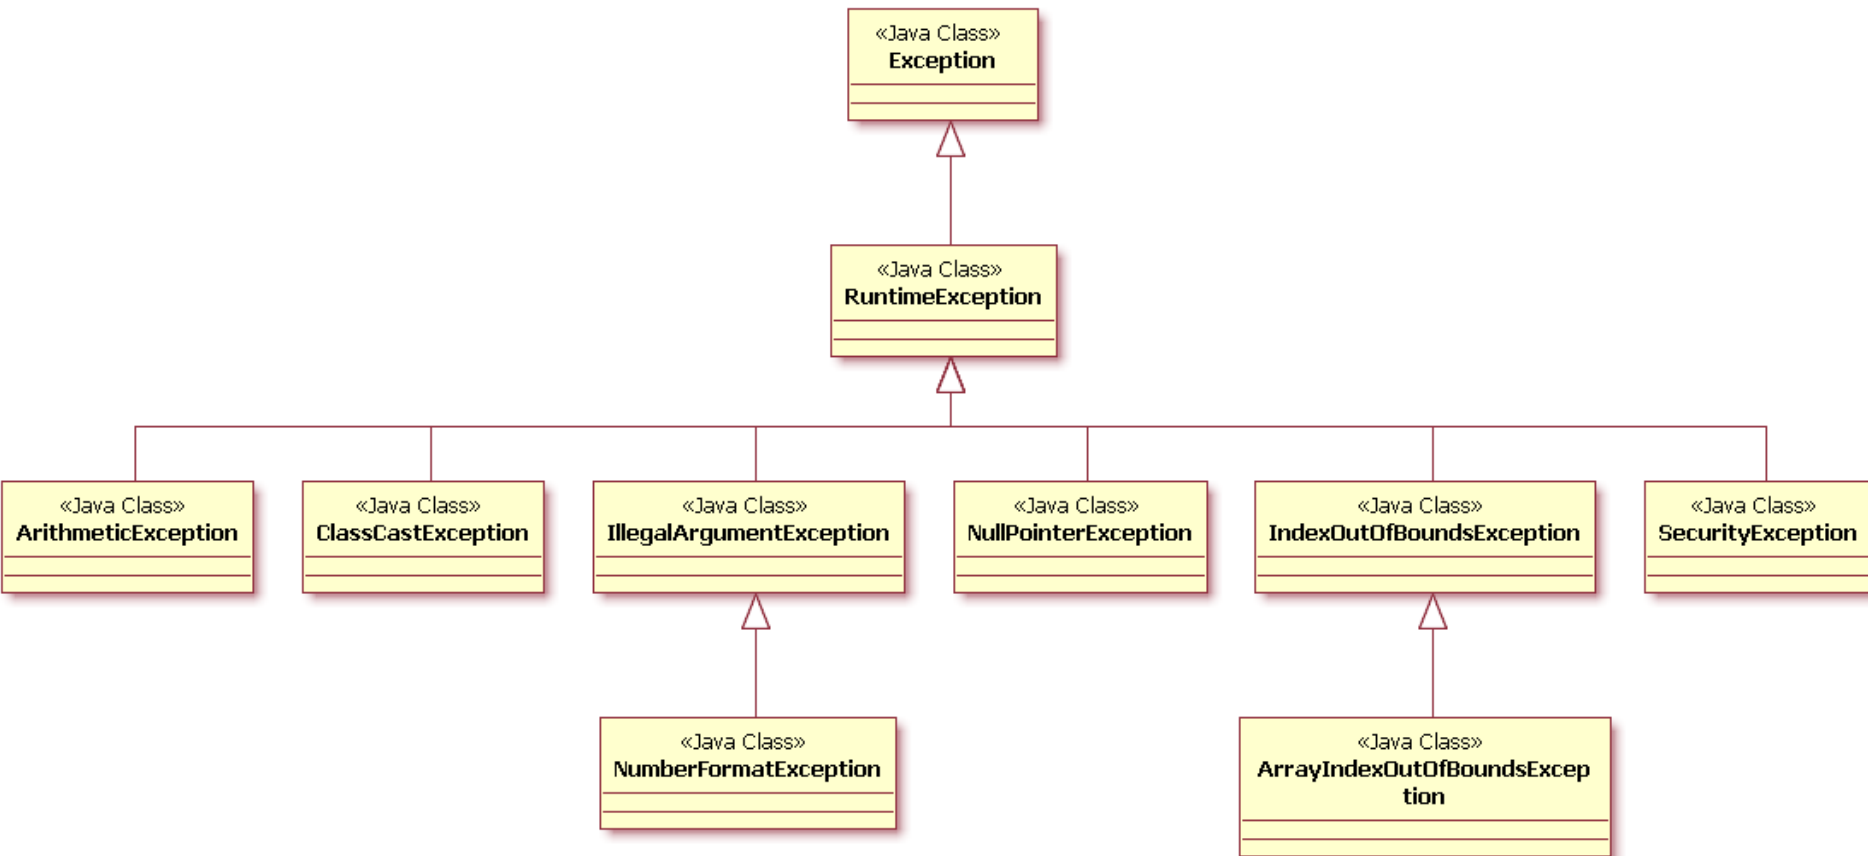 «Java Class»
Exception
«Java Class»
RuntimeException
«Java Class»
ArithmeticException
«Java Class»
ClassCastException
«Java Class»
IllegalArgumentException
«Java Class»
NullPointerException
«Java Class»
IndexOutOfBoundsException
«Java Class»
SecurityException
«Java Class»
NumberFormatException
«Java Class»
ArrayIndexOutOfBoundsExcep
tion